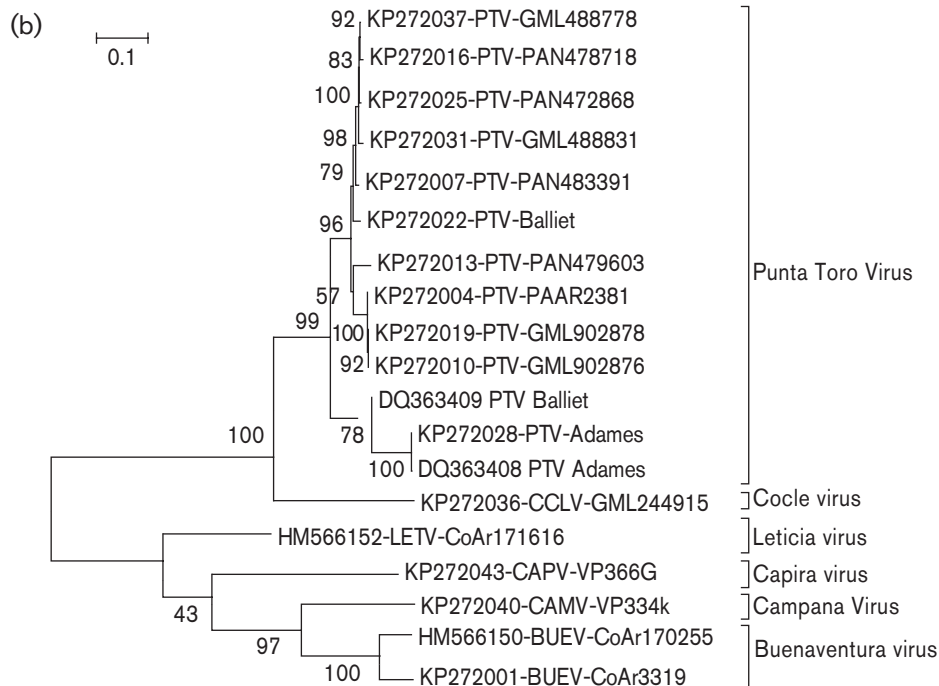 (b)
0.1
92
KP272037-PTV-GML488778
83
KP272016-PTV-PAN478718
100
KP272025-PTV-PAN472868
98
KP272031-PTV-GML488831
79
KP272007-PTV-PAN483391
96
KP272022-PTV-Balliet
KP272013-PTV-PAN479603
57
KP272004-PTV-PAAR2381
99
100
KP272019-PTV-GML902878
92
KP272010-PTV-GML902876
DQ363409 PTV Balliet
100
78
KP272028-PTV-Adames
100
DQ363408 PTV Adames
KP272036-CCLV-GML244915
HM566152-LETV-CoAr171616
KP272043-CAPV-VP366G
43
KP272040-CAMV-VP334k
97
HM566150-BUEV-CoAr170255
100
KP272001-BUEV-CoAr3319
Punta Toro Virus
Cocle virus
Leticia virus
Capira virus
Campana Virus
Buenaventura virus